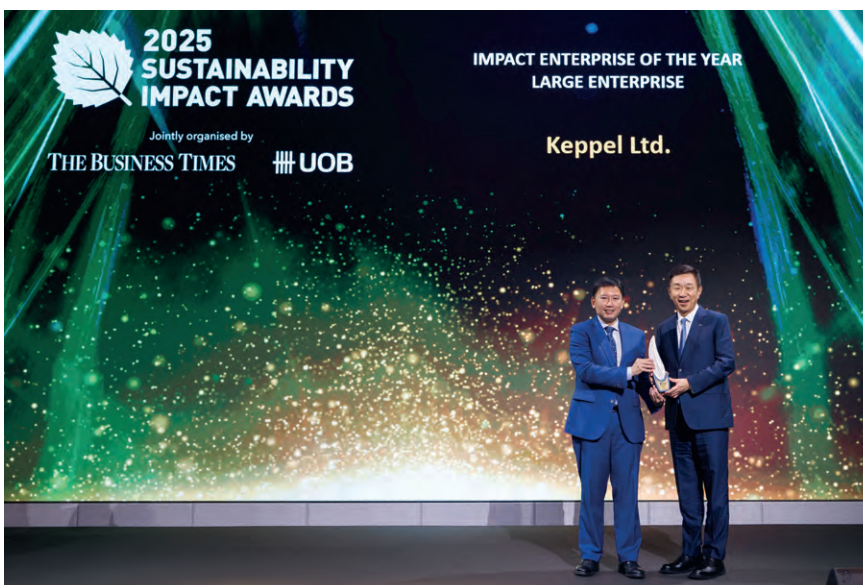 2025
SUSTAINABILITY
IMPACT AWARDS
Jointly organised by
THE BUSINESS TIMES
UOB
IMPACT ENTERPRISE OF THE YEAR
LARGE ENTERPRISE
Keppel Ltd.